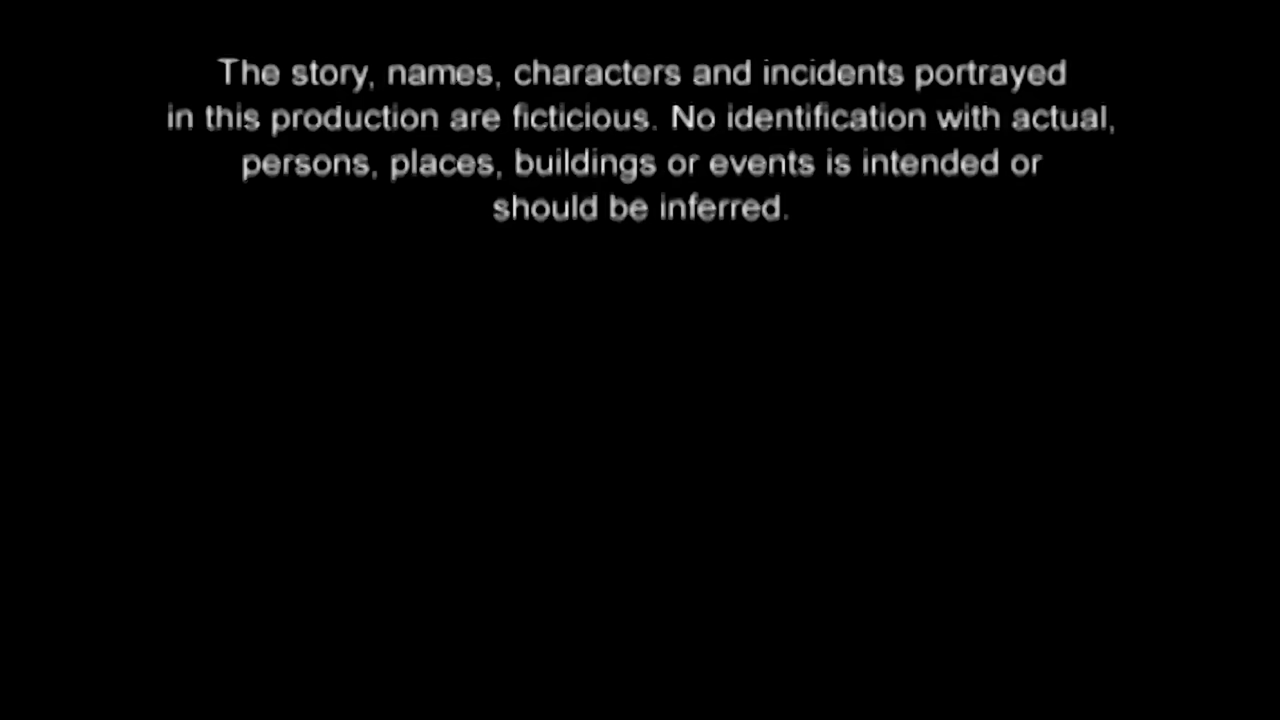 The story, names, characters and incidents portrayed
in this production are ficticious. No identification with actual,
persons, places, buildings or events is intended or
should be inferred.